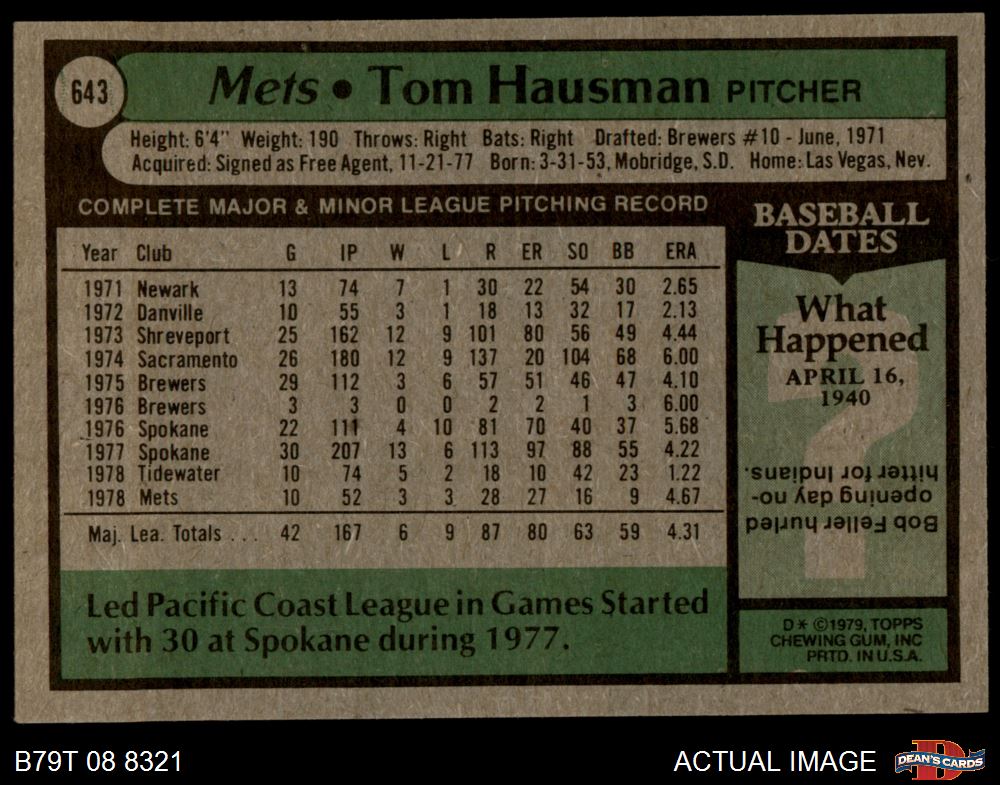 643
Mets • Tom Hausman PITCHER
Height: 6'4" Weight: 190 Throws: Right Bats: Right Drafted: Brewers #10 - June, 1971
Acquired: Signed as Free Agent, 11-21-77 Born: 3-31-53, Mobridge, S.D. Home: Las Vegas, Nev.
COMPLETE MAJOR & MINOR LEAGUE PITCHING RECORD
Year Club G IP W L R ER SO BB ERA
1971 Newark 13 74 7 1 30 22 54 30 2.65
1972 Danville 10 55 3 1 18 13 32 17 2.13
1973 Shreveport 25 162 12 9 101 80 56 49 4.44
1974 Sacramento 26 180 12 9 137 20 104 68 6.00
1975 Brewers 29 112 3 6 57 51 46 47 4.10
1976 Brewers 3 3 0 0 2 2 1 3 6.00
1976 Spokane 22 111 4 10 81 70 40 37 5.68
1977 Spokane 30 207 13 6 113 97 88 55 4.22
1978 Tidewater 10 74 5 2 18 10 42 23 1.22
1978 Mets 10 52 3 3 28 27 16 9 4.67
Maj. Lea. Totals . . . 42 167 6 9 87 80 63 59 4.31
Led Pacific Coast League in Games Started
with 30 at Spokane during 1977.
BASEBALL
DATES
What
Happened
APRIL 16,
1940
?
Bob Feller hurled
opening day no-
hitter for Indians.
D* ©1979, TOPPS
CHEWING GUM, INC
PRTD. IN U.S.A.
B79T 08 8321
ACTUAL IMAGE
D
DEAN'S CARDS